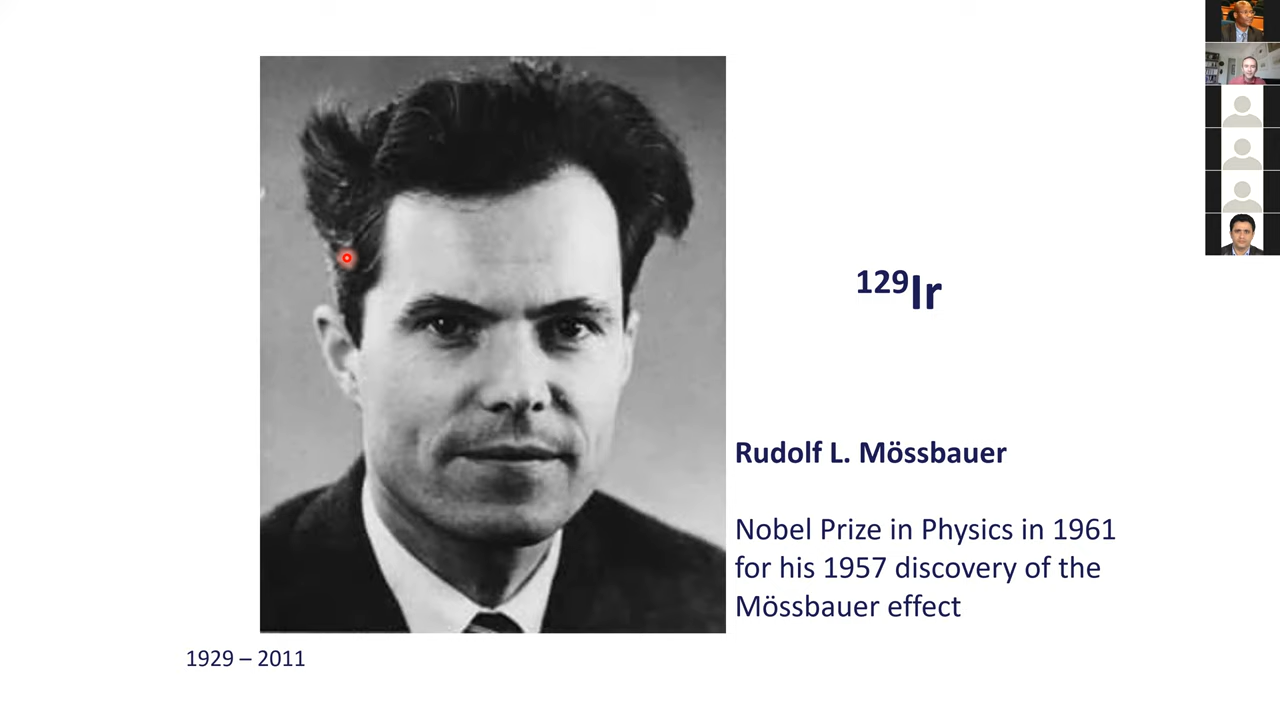 ¹²⁹Ir
Rudolf L. Mössbauer
Nobel Prize in Physics in 1961
for his 1957 discovery of the
Mössbauer effect
1929 – 2011